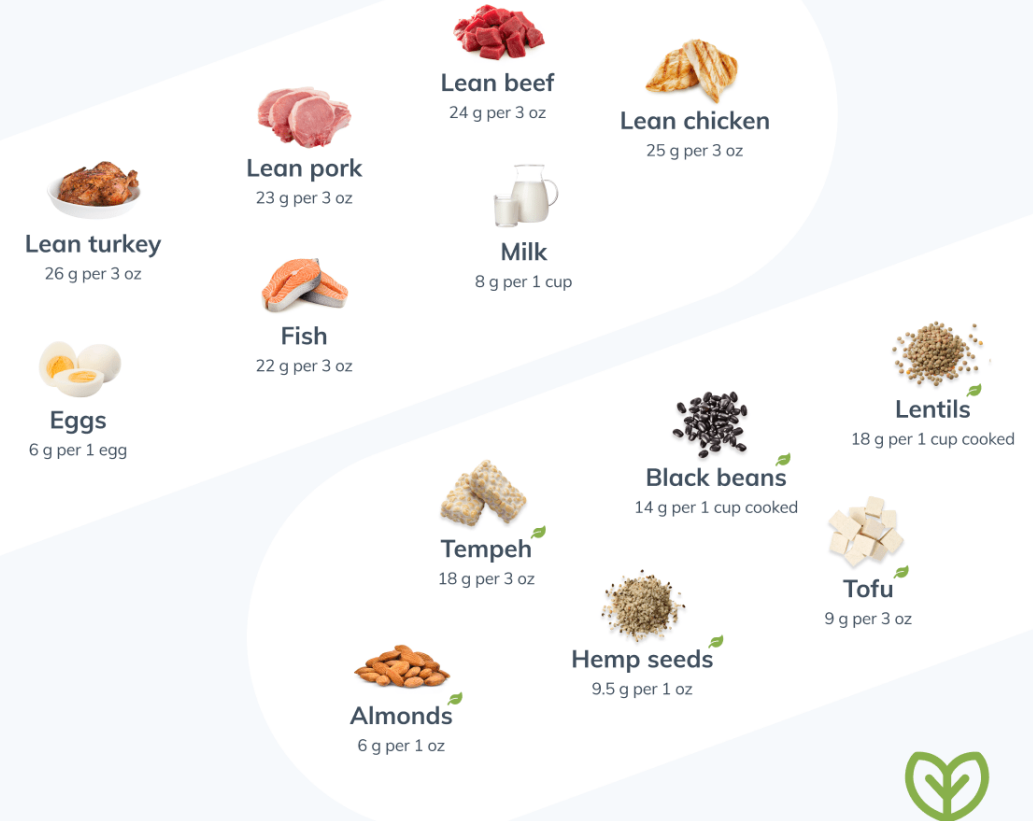 Lean beef
24 g per 3 oz
Lean chicken
25 g per 3 oz
Lean pork
23 g per 3 oz
Lean turkey
26 g per 3 oz
Milk
8 g per 1 cup
Fish
22 g per 3 oz
Eggs
6 g per 1 egg
Lentils
18 g per 1 cup cooked
Black beans
14 g per 1 cup cooked
Tempeh
18 g per 3 oz
Tofu
9 g per 3 oz
Hemp seeds
9.5 g per 1 oz
Almonds
6 g per 1 oz